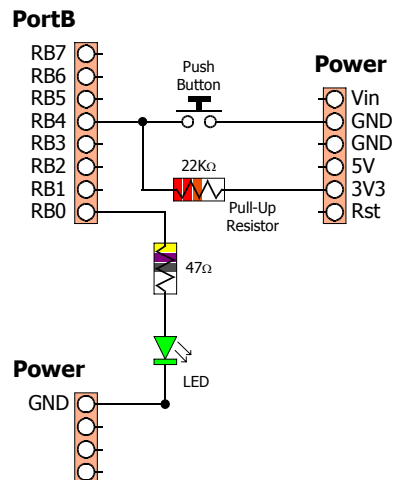 PortB
RB7
RB6
RB5
RB4
RB3
RB2
RB1
RB0
Push
Button
Power
Vin
GND
GND
5V
3V3
Rst
22KΩ
Pull-Up
Resistor
47Ω
LED
Power
GND